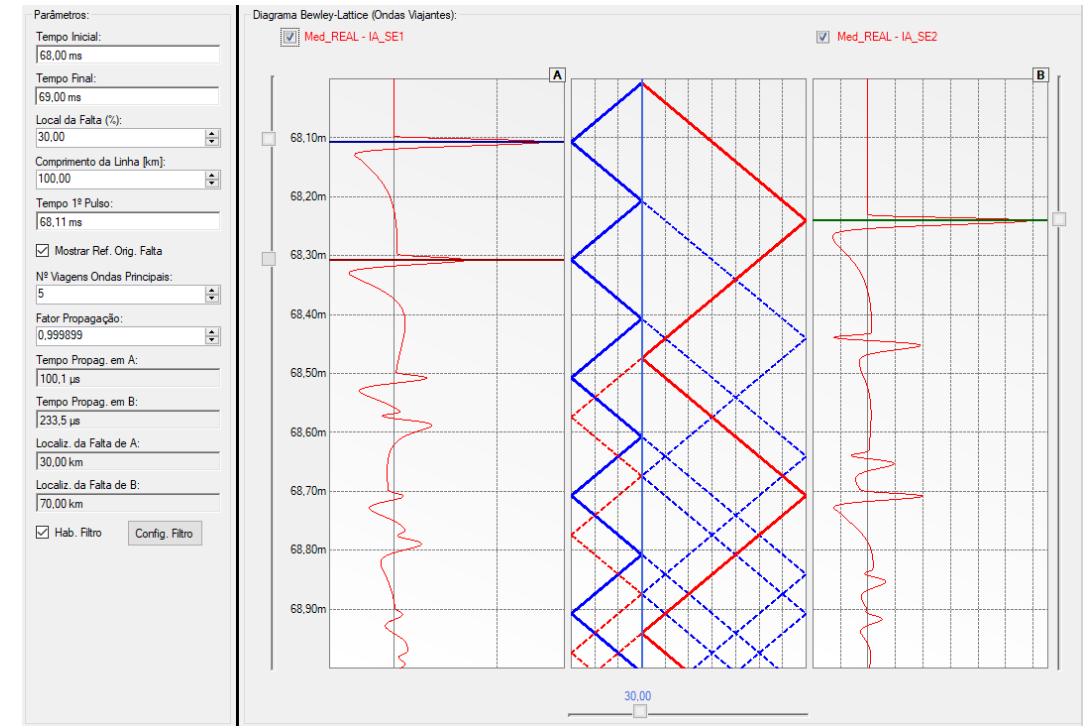 Parâmetros:
Tempo Inicial:
68,00 ms
Tempo Final:
69,00 ms
Local da Falta (%):
30,00
Comprimento da Linha [km]:
100,00
Tempo 1º Pulso:
68,11 ms
Mostrar Ref. Orig. Falta
Nº Viagens Ondas Principais:
5
Fator Propagação:
0,999899
Tempo Propag. em A:
100,1 µs
Tempo Propag. em B:
233,5 µs
Localiz. da Falta de A:
30,00 km
Localiz. da Falta de B:
70,00 km
Hab. Filtro
Config. Filtro
Diagrama Bewley-Lattice (Ondas Viajantes):
Med_REAL - IA_SE1
Med_REAL - IA_SE2
A
B
68,10m
68,20m
68,30m
68,40m
68,50m
68,60m
68,70m
68,80m
68,90m
30,00